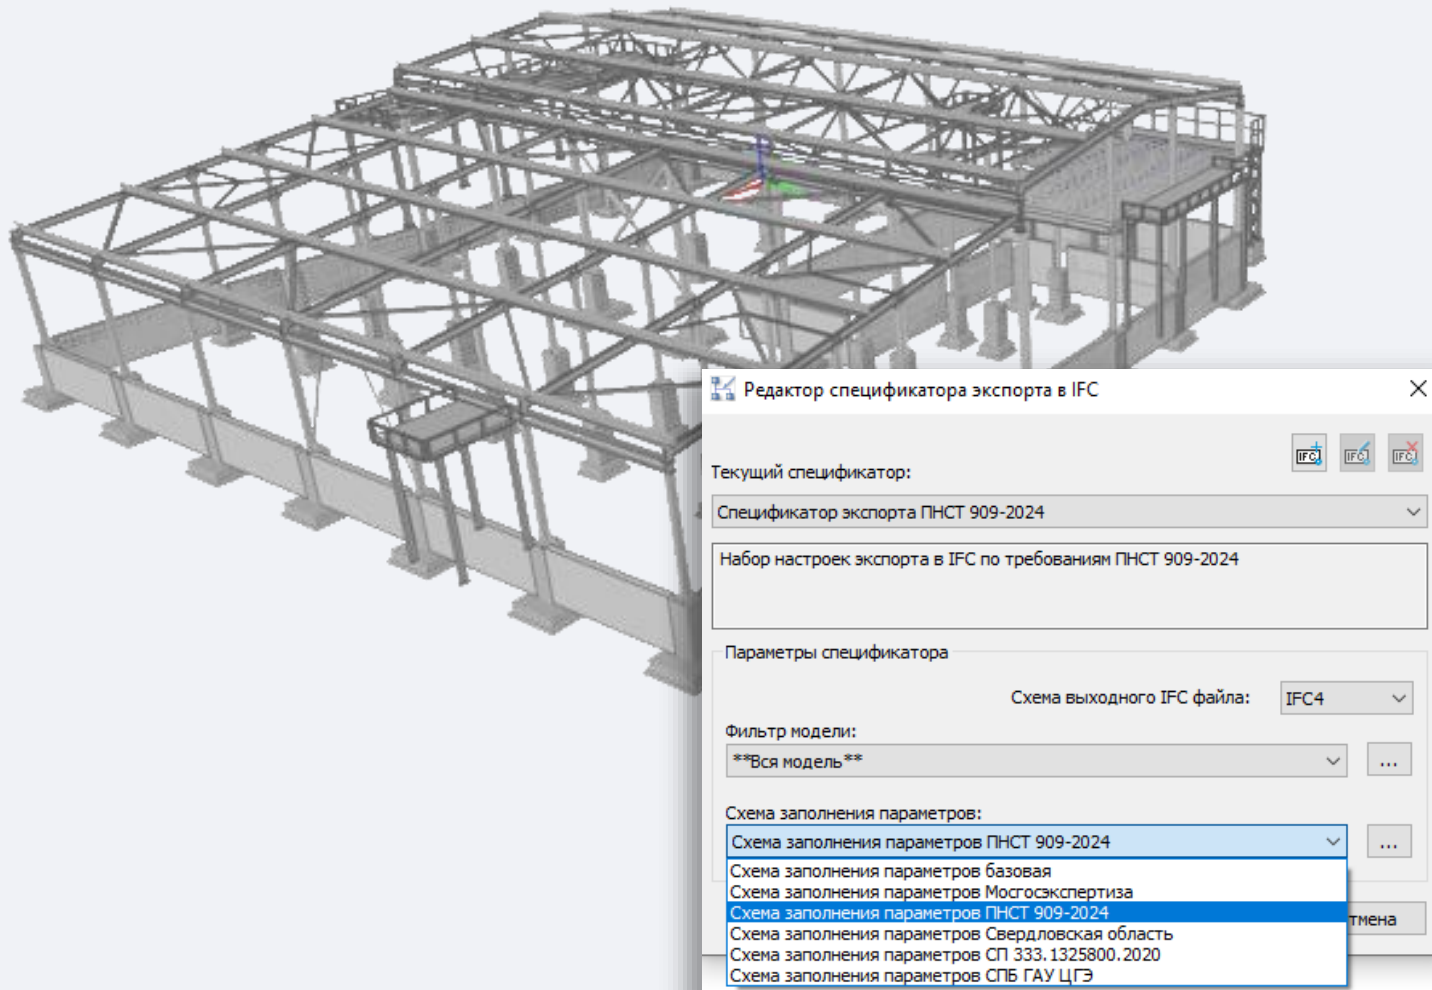 Редактор спецификатора экспорта в IFC
IFC IFC IFC
Текущий спецификатор:
Спецификатор экспорта ПНСТ 909-2024
Набор настроек экспорта в IFC по требованиям ПНСТ 909-2024
Параметры спецификатора
Схема выходного IFC файла: IFC4
Фильтр модели:
**Вся модель** ...
Схема заполнения параметров:
Схема заполнения параметров ПНСТ 909-2024 ...
Схема заполнения параметров базовая
Схема заполнения параметров Мосгосэкспертиза
Схема заполнения параметров ПНСТ 909-2024
тмена
Схема заполнения параметров Свердловская область
Схема заполнения параметров СП 333.1325800.2020
Схема заполнения параметров СПБ ГАУ ЦГЭ